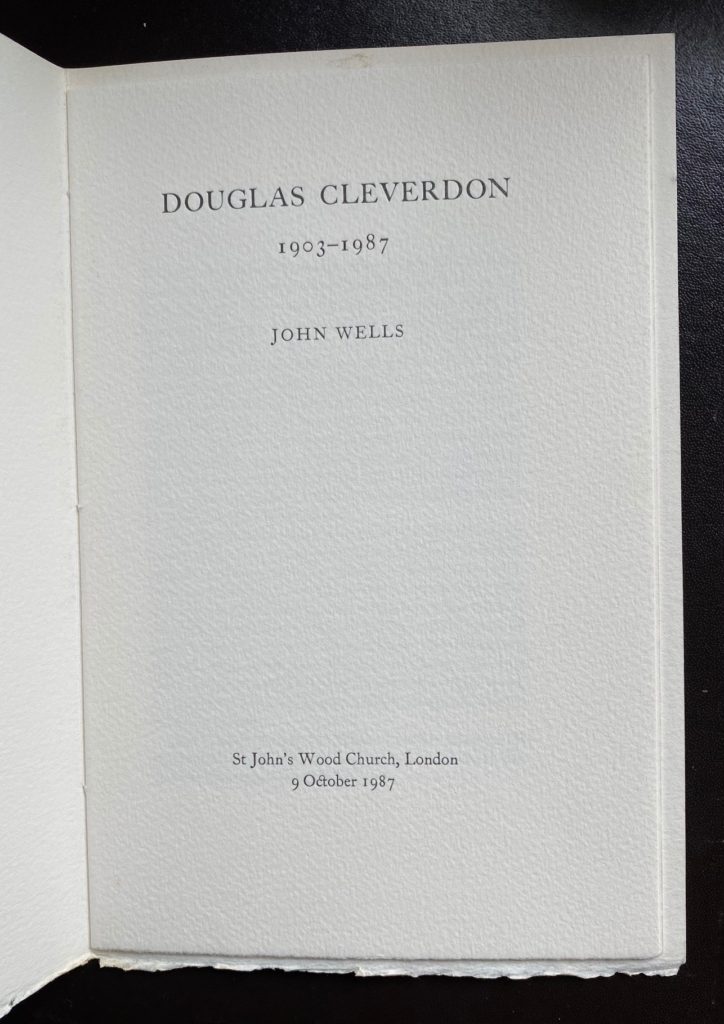 DOUGLAS CLEVERDON
1903–1987
JOHN WELLS
St John's Wood Church, London
9 October 1987